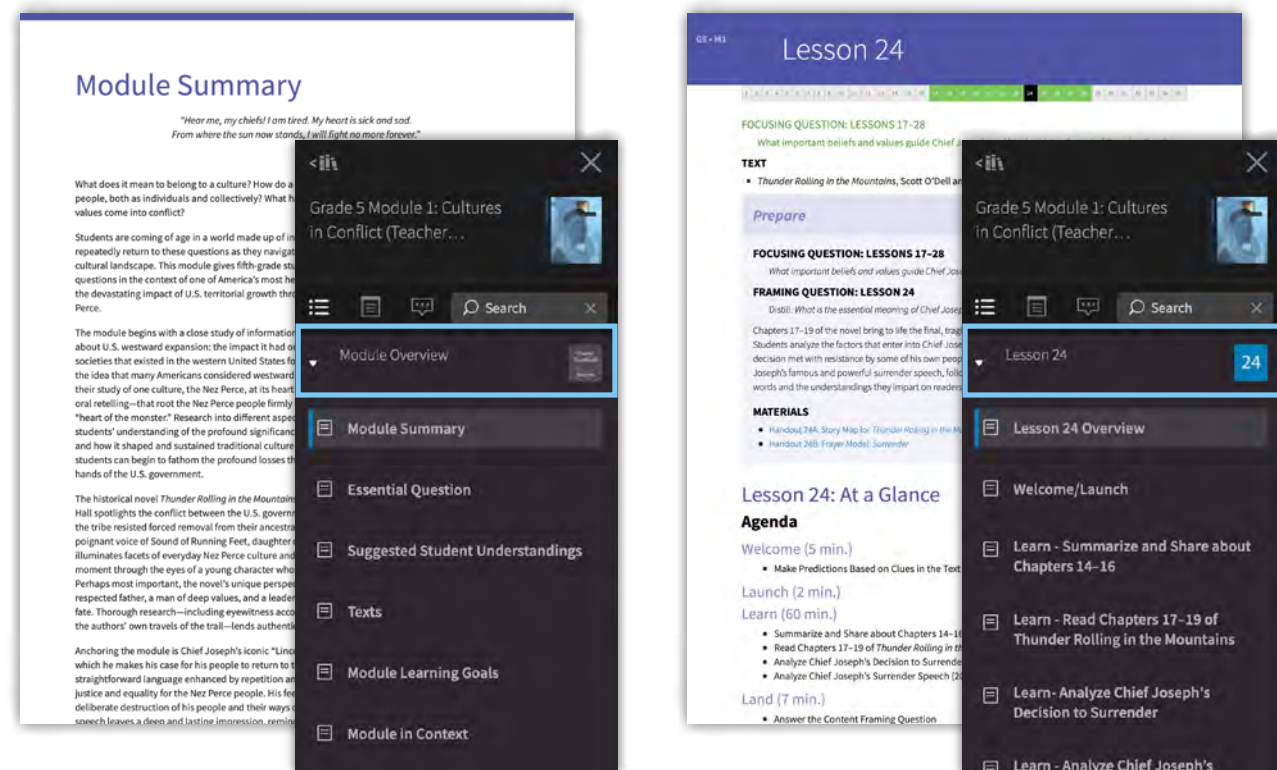 Module Summary
"Hear me, my chiefs! I am tired. My heart is sick and sad.
From where the sun now stands, I will fight no more forever."
What does it mean to belong to a culture? How do a
people, both as individuals and collectively? What h
values come into conflict?
Students are coming of age in a world made up of in
repeatedly return to these questions as they navigat
cultural landscape. This module gives fifth-grade stu
questions in the context of one of America's most he
the devastating impact of U.S. territorial growth thro
Perce.
The module begins with a close study of information
about U.S. westward expansion: the impact it had o
societies that existed in the western United States fo
the idea that many Americans considered westward
their study of one culture, the Nez Perce, at its heart
oral retelling—that root the Nez Perce people firmly
"heart of the monster." Research into different aspec
students' understanding of the profound significanc
and how it shaped and sustained traditional culture
students can begin to fathom the profound losses th
hands of the U.S. government.
The historical novel Thunder Rolling in the Mountains
Hall spotlights the conflict between the U.S. governm
the tribe resisted forced removal from their ancestra
poignant voice of Sound of Running Feet, daughter
illuminates facets of everyday Nez Perce culture and
moment through the eyes of a young character who
Perhaps most important, the novel's unique perspec
respected father, a man of deep values, and a leader
fate. Thorough research—including eyewitness acco
the authors' own travels of the trail—lends authenti
Anchoring the module is Chief Joseph's iconic "Linco
which he makes his case for his people to return to t
straightforward language enhanced by repetition an
justice and equality for the Nez Perce people. His fee
deliberate destruction of his people and their ways o
speech leaves a deep and lasting impression, remin
Grade 5 Module 1: Cultures
in Conflict (Teacher…
Search
Module Overview
Module Summary
Essential Question
Suggested Student Understandings
Texts
Module Learning Goals
Module in Context
G5 • M1
Lesson 24
24
FOCUSING QUESTION: LESSONS 17–28
What important beliefs and values guide Chief J
TEXT
Thunder Rolling in the Mountains, Scott O'Dell an
Prepare
FOCUSING QUESTION: LESSONS 17–28
What important beliefs and values guide Chief Jose
FRAMING QUESTION: LESSON 24
Distill: What is the essential meaning of Chief Josep
Chapters 17–19 of the novel bring to life the final, trag
Students analyze the factors that enter into Chief Jose
decision met with resistance by some of his own peop
Joseph's famous and powerful surrender speech, foll
words and the understandings they impart on readers
MATERIALS
Handout 24A: Story Map for Thunder Rolling in the M
Handout 24B: Frayer Model: Surrender
Lesson 24: At a Glance
Agenda
Welcome (5 min.)
Make Predictions Based on Clues in the Text
Launch (2 min.)
Learn (60 min.)
Summarize and Share about Chapters 14–16
Read Chapters 17–19 of Thunder Rolling in th
Analyze Chief Joseph's Decision to Surrende
Analyze Chief Joseph's Surrender Speech (20
Land (7 min.)
Answer the Content Framing Question
Grade 5 Module 1: Cultures
in Conflict (Teacher…
Search
Lesson 24
24
Lesson 24 Overview
Welcome/Launch
Learn - Summarize and Share about
Chapters 14–16
Learn - Read Chapters 17–19 of
Thunder Rolling in the Mountains
Learn- Analyze Chief Joseph's
Decision to Surrender
Learn - Analyze Chief Joseph's